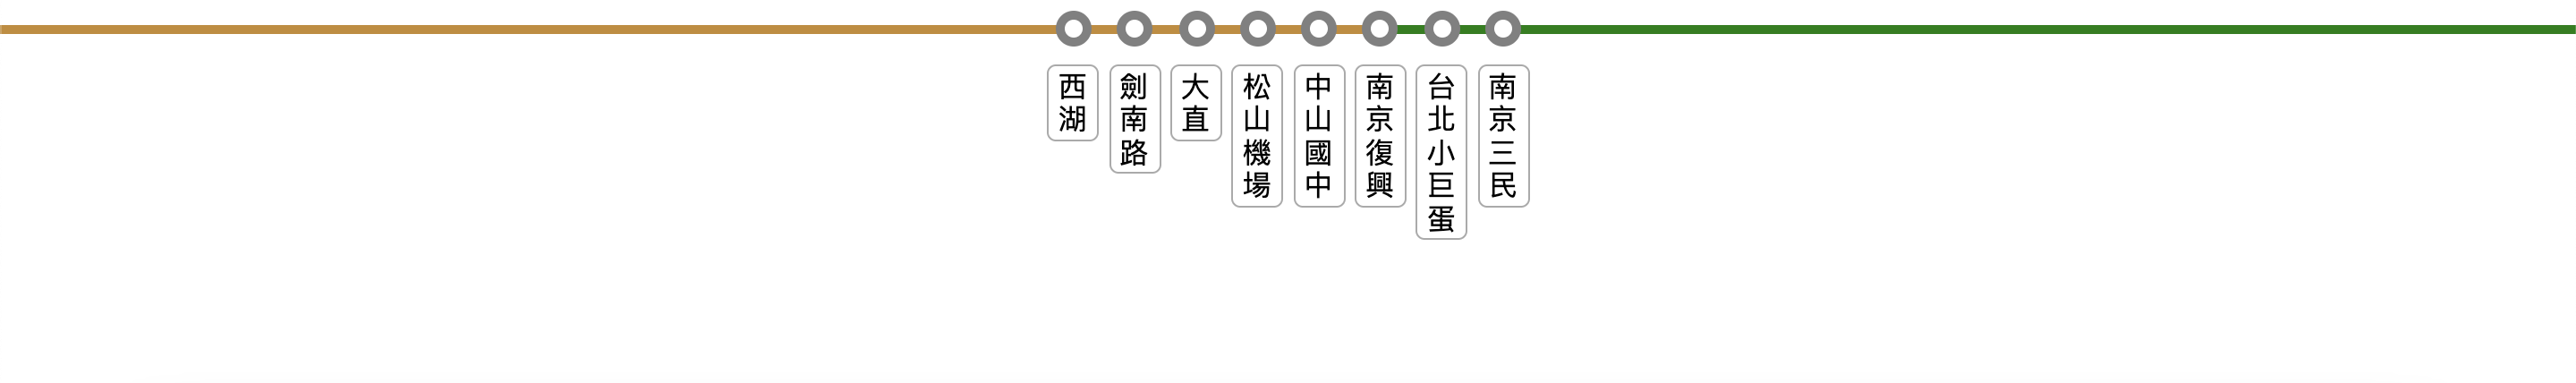 西湖
劍南路
大直
松山機場
中山國中
南京復興
台北小巨蛋
南京三民